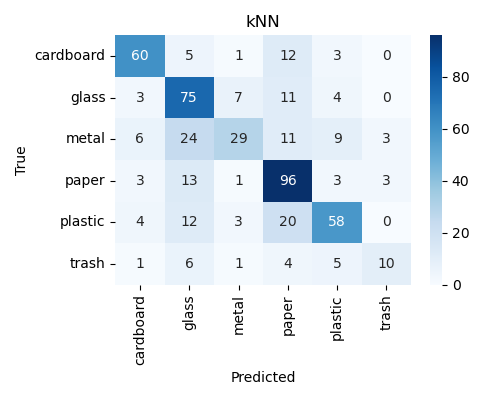 kNN
cardboard 60 5 1 12 3 0
glass 3 75 7 11 4 0
metal 6 24 29 11 9 3
paper 3 13 1 96 3 3
plastic 4 12 3 20 58 0
trash 1 6 1 4 5 10
cardboard glass metal paper plastic trash
Predicted
True
80
60
40
20
0